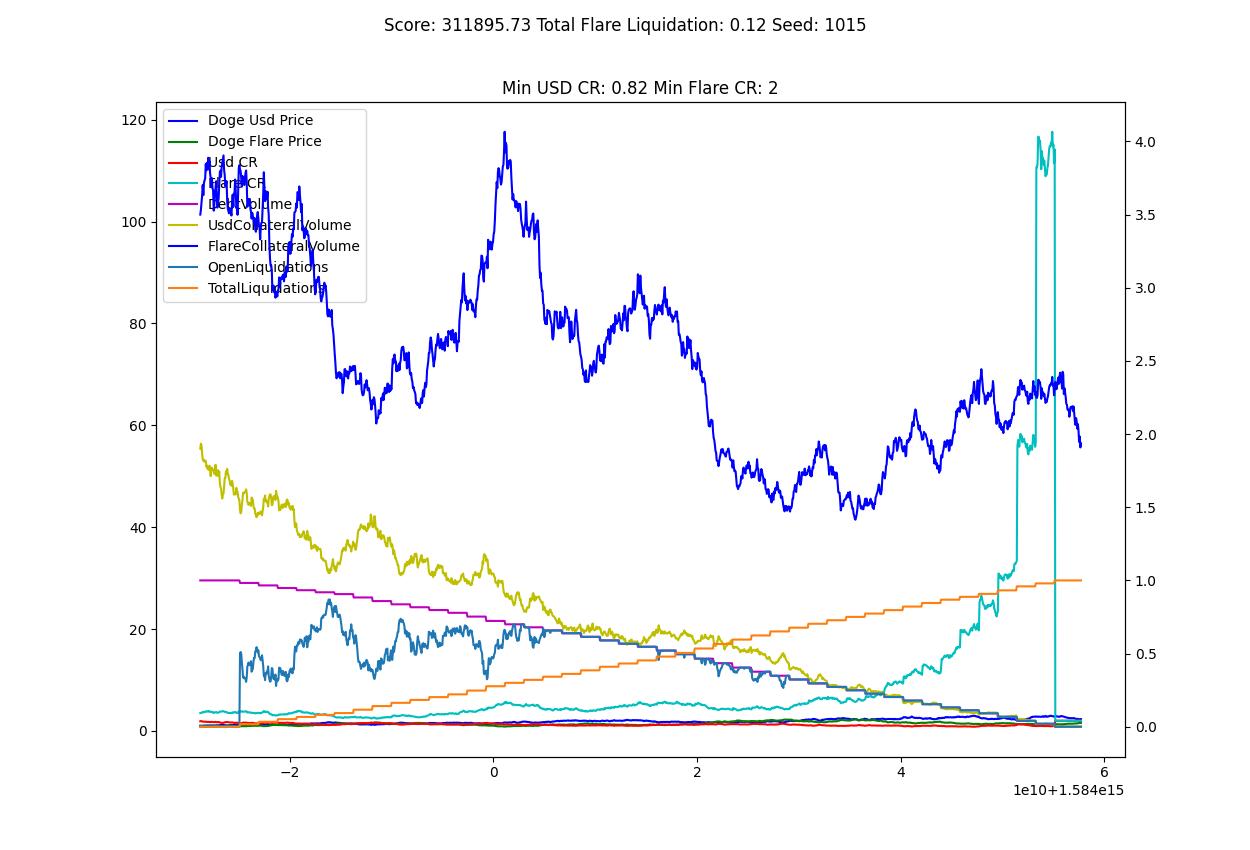 Score: 311895.73 Total Flare Liquidation: 0.12 Seed: 1015
Min USD CR: 0.82 Min Flare CR: 2
Doge Usd Price
Doge Flare Price
Usd CR
Flare CR
DebtVolume
UsdCollateralVolume
FlareCollateralVolume
OpenLiquidations
TotalLiquidations
120
100
80
60
40
20
0
4.0
3.5
3.0
2.5
2.0
1.5
1.0
0.5
0.0
−2
0
2
4
6
1e10+1.584e15